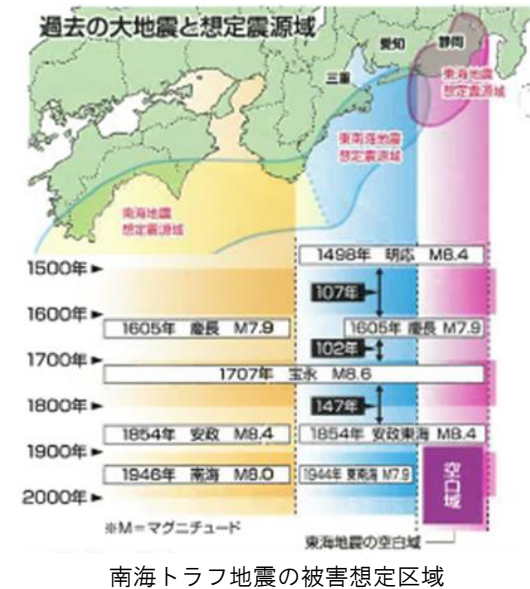 過去の大地震と想定震源域
愛知
静岡
三重
東海地震
想定震源域
東南海地震
想定震源域
南海地震
想定震源域
1498年 明応 M8.4
1500年
107年
1600年
1605年 慶長 M7.9
1605年 慶長 M7.9
102年
1700年
1707年 宝永 M8.6
147年
1800年
1854年 安政 M8.4
1854年 安政東海 M8.4
1900年
1946年 南海 M8.0
1944年 東南海 M7.9
空白域
2000年
※M=マグニチュード
東海地震の空白域
南海トラフ地震の被害想定区域